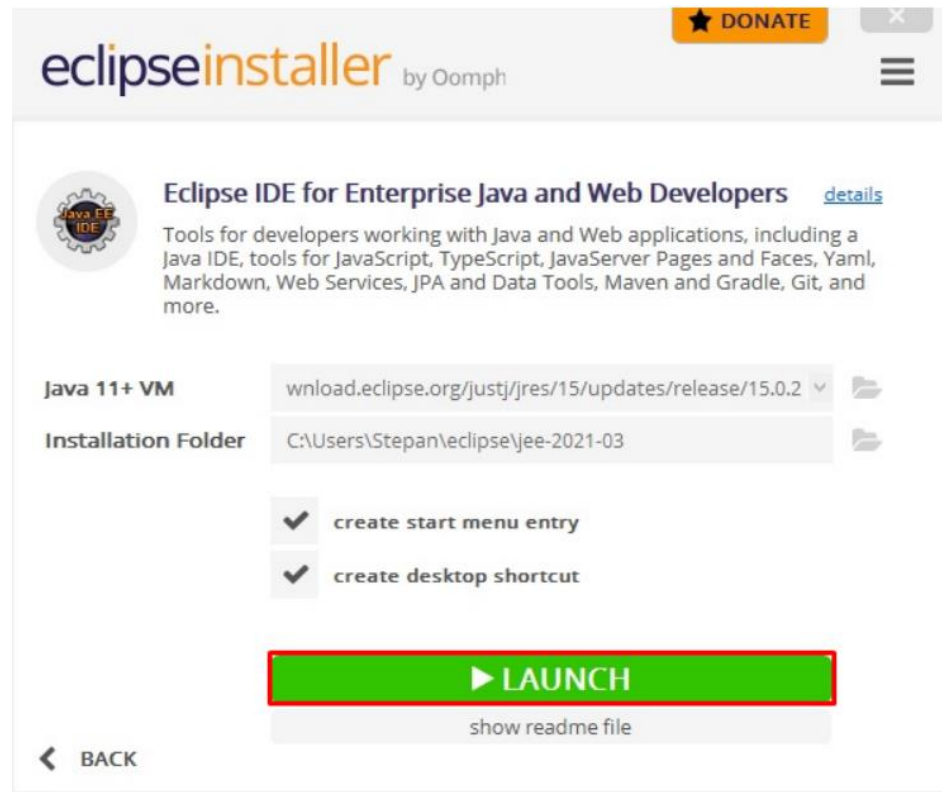 ★ DONATE
eclipseinstaller by Oomph
Java EE
IDE
Eclipse IDE for Enterprise Java and Web Developers details
Tools for developers working with Java and Web applications, including a
Java IDE, tools for JavaScript, TypeScript, JavaServer Pages and Faces, Yaml,
Markdown, Web Services, JPA and Data Tools, Maven and Gradle, Git, and
more.
Java 11+ VM wnload.eclipse.org/justj/jres/15/updates/release/15.0.2
Installation Folder C:\Users\Stepan\eclipse\jee-2021-03
create start menu entry
create desktop shortcut
LAUNCH
show readme file
BACK